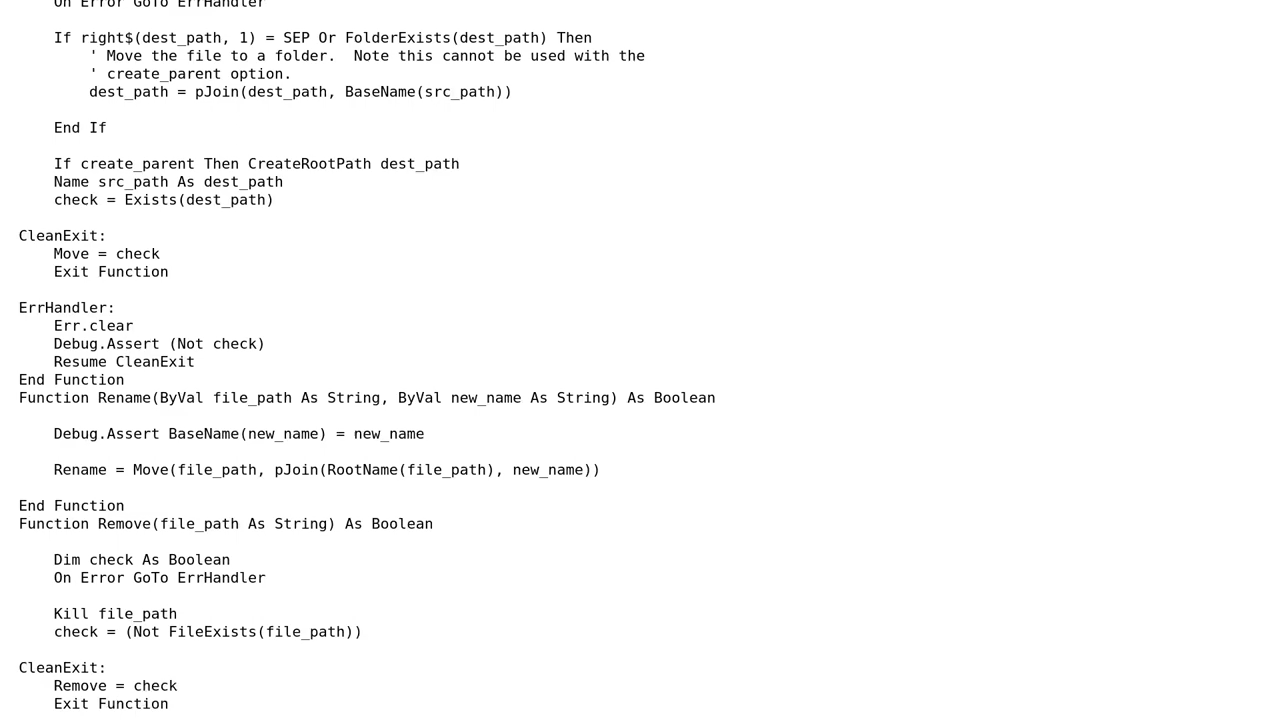 On Error GoTo ErrHandler
If right$(dest_path, 1) = SEP Or FolderExists(dest_path) Then
' Move the file to a folder.  Note this cannot be used with the
' create_parent option.
dest_path = pJoin(dest_path, BaseName(src_path))
End If
If create_parent Then CreateRootPath dest_path
Name src_path As dest_path
check = Exists(dest_path)
CleanExit:
Move = check
Exit Function
ErrHandler:
Err.clear
Debug.Assert (Not check)
Resume CleanExit
End Function
Function Rename(ByVal file_path As String, ByVal new_name As String) As Boolean
Debug.Assert BaseName(new_name) = new_name
Rename = Move(file_path, pJoin(RootName(file_path), new_name))
End Function
Function Remove(file_path As String) As Boolean
Dim check As Boolean
On Error GoTo ErrHandler
Kill file_path
check = (Not FileExists(file_path))
CleanExit:
Remove = check
Exit Function